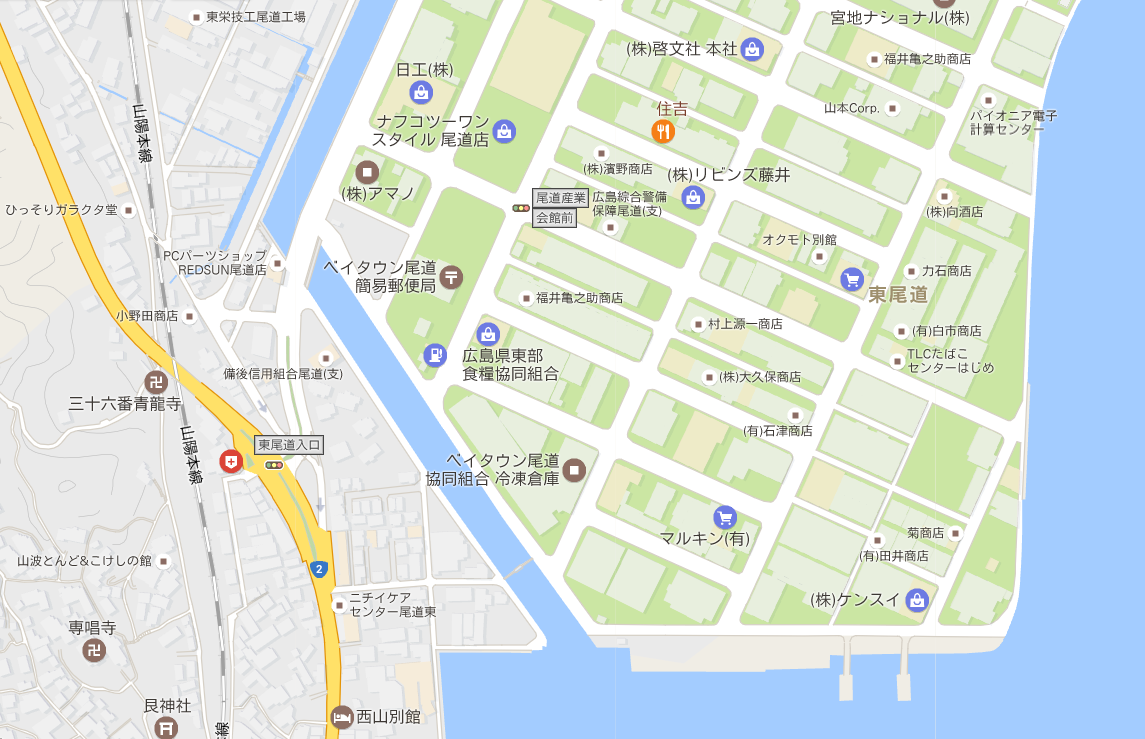 東栄技工尾道工場
宮地ナショナル(株)
(株)啓文社 本社
福井亀之助商店
日工(株)
山本Corp.
住吉
パイオニア電子
計算センター
ナフコツーワン
スタイル 尾道店
山陽本線
(株)濱野商店
(株)リビンズ藤井
(株)アマノ
尾道産業
会館前
広島綜合警備
保障尾道(支)
ひっそりガラクタ堂
(株)向酒店
オクモト別館
PCパーツショップ
REDSUN尾道店
ベイタウン尾道
簡易郵便局
力石商店
東尾道
福井亀之助商店
小野田商店
村上源一商店
(有)白市商店
広島県東部
食糧協同組合
TLCたばこ
センターはじめ
備後信用組合尾道(支)
(株)大久保商店
三十六番青龍寺
(有)石津商店
東尾道入口
山陽本線
ベイタウン尾道
協同組合 冷凍倉庫
マルキン(有)
菊商店
(有)田井商店
山波とんど&こけしの館
2
ニチイケア
センター尾道東
(株)ケンスイ
専唱寺
艮神社
西山別館
本線